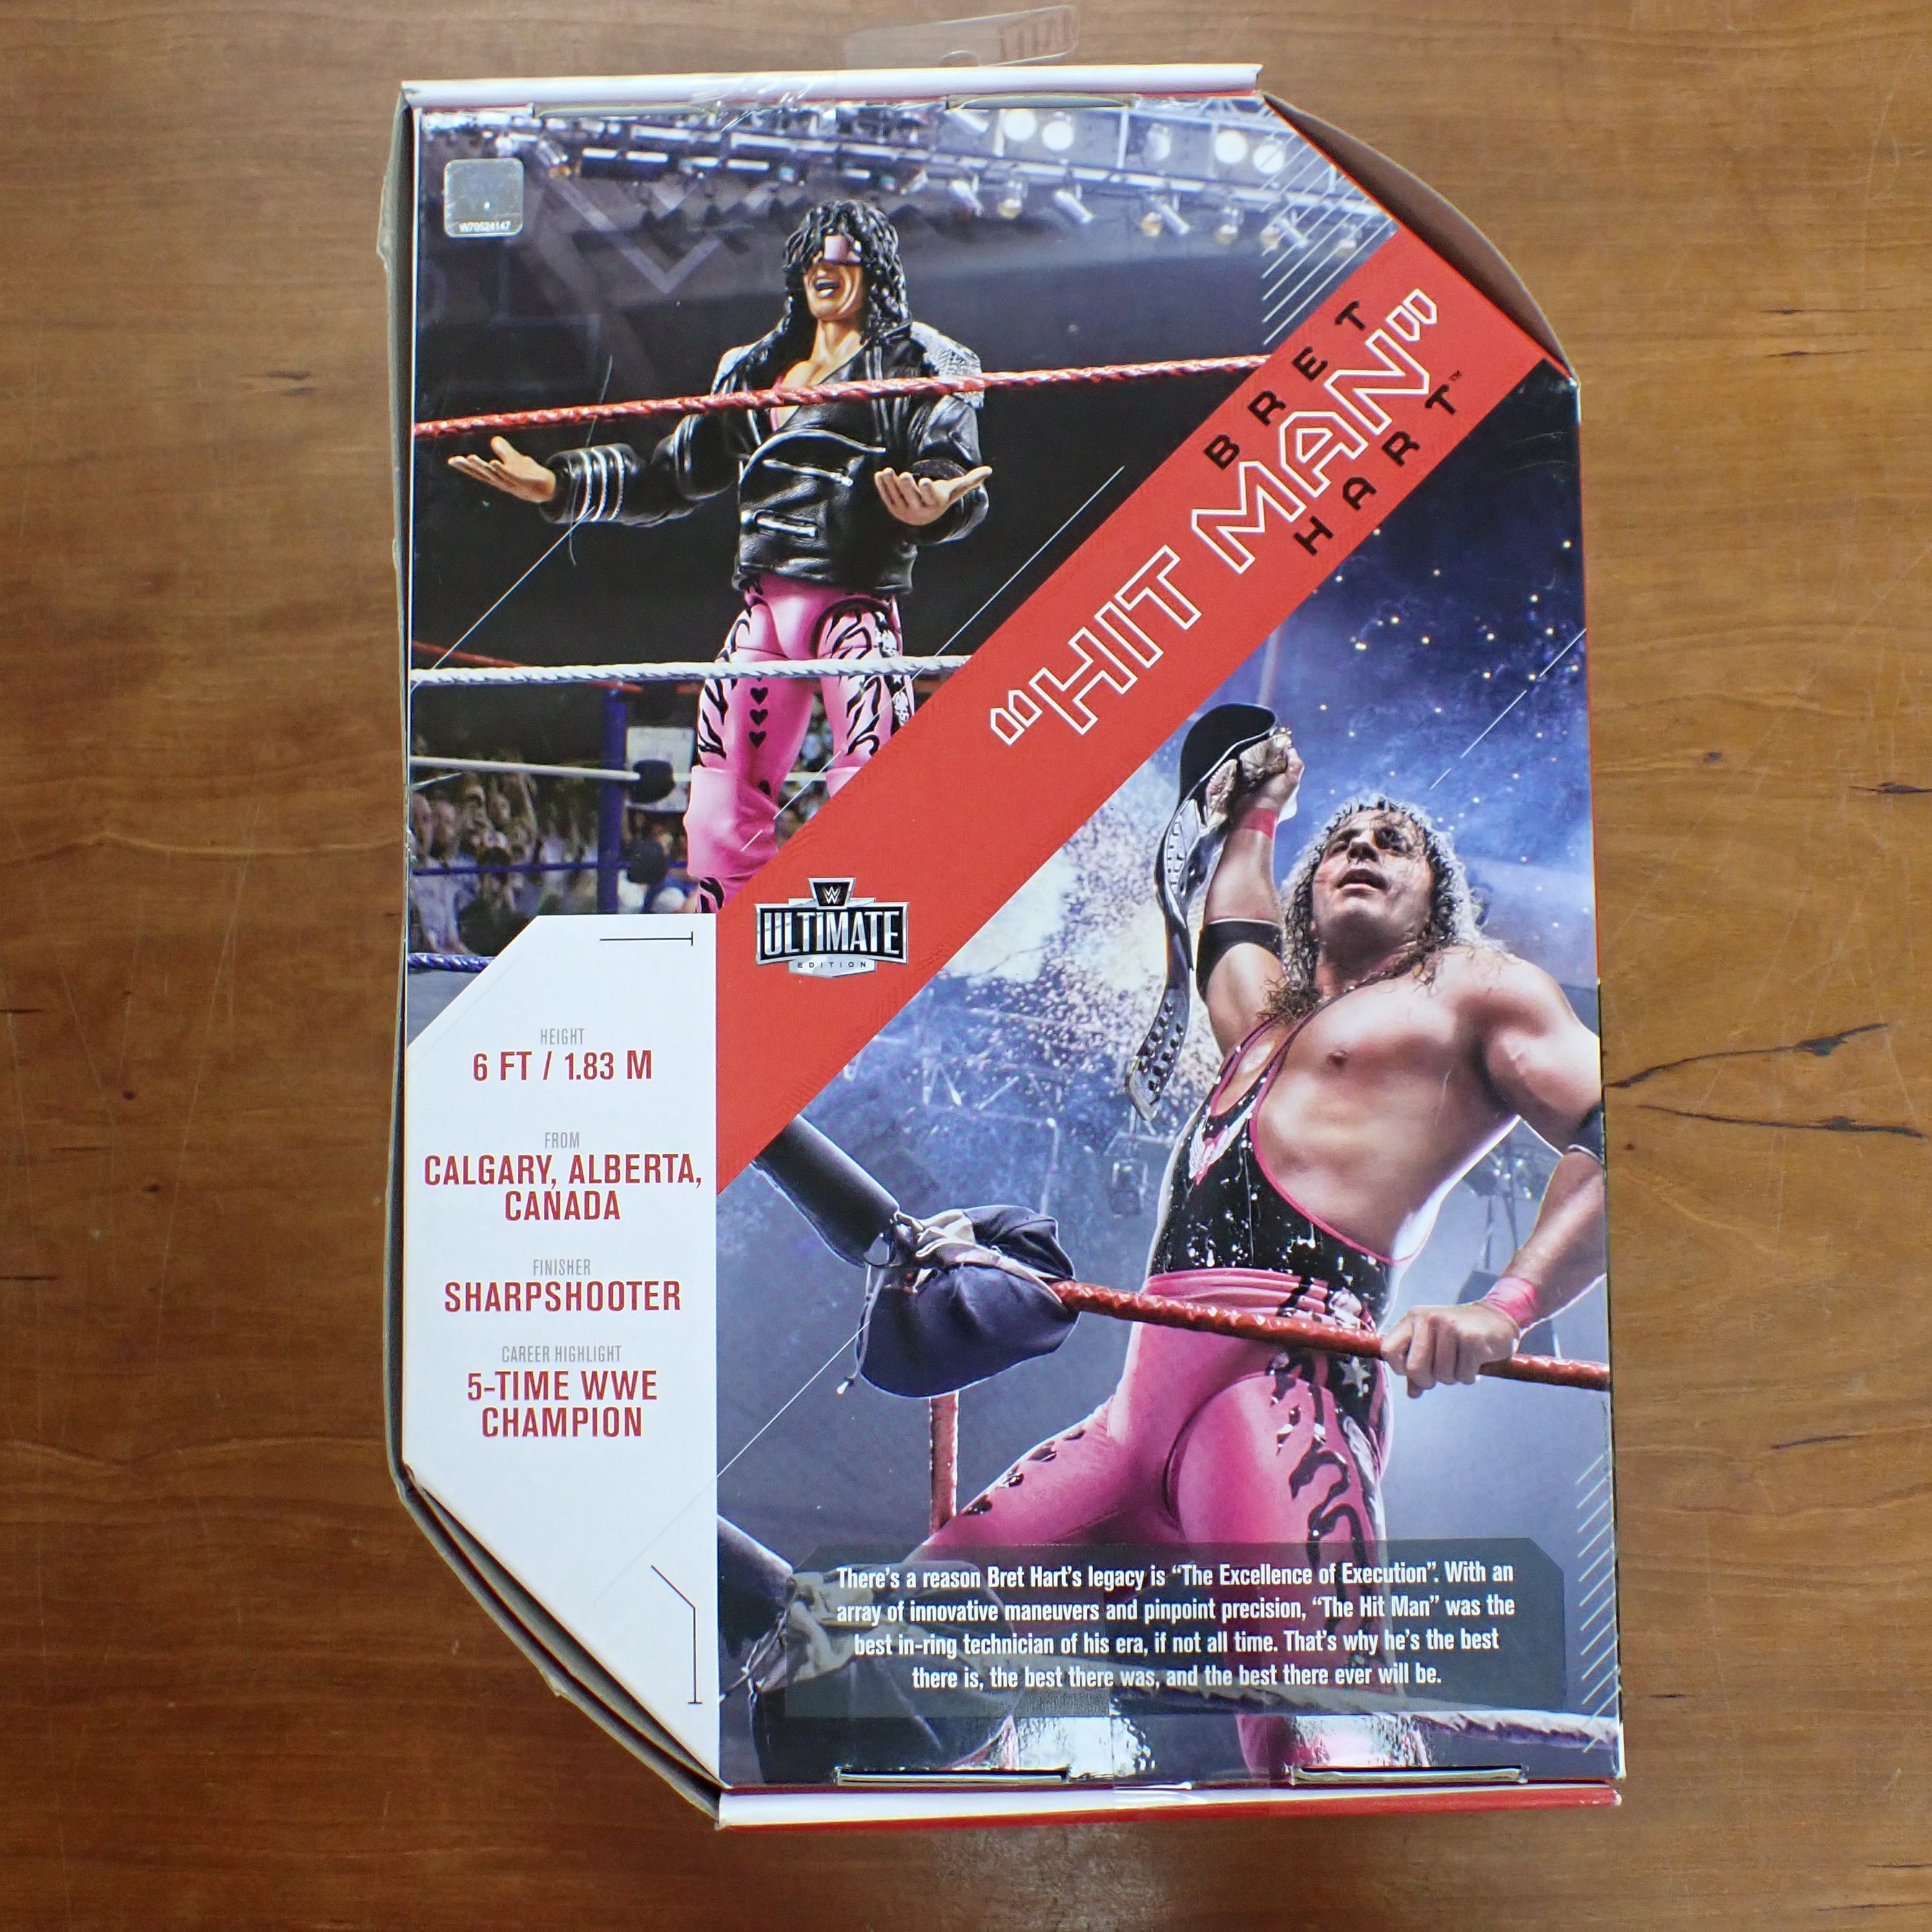 W70524147
BRET
"HIT MAN"
HART™
W
ULTIMATE
EDITION
HEIGHT
6 FT / 1.83 M
FROM
CALGARY, ALBERTA,
CANADA
FINISHER
SHARPSHOOTER
CAREER HIGHLIGHT
5-TIME WWE
CHAMPION
There's a reason Bret Hart's legacy is “The Excellence of Execution”. With an
array of innovative maneuvers and pinpoint precision, “The Hit Man” was the
best in-ring technician of his era, if not all time. That's why he's the best
there is, the best there was, and the best there ever will be.